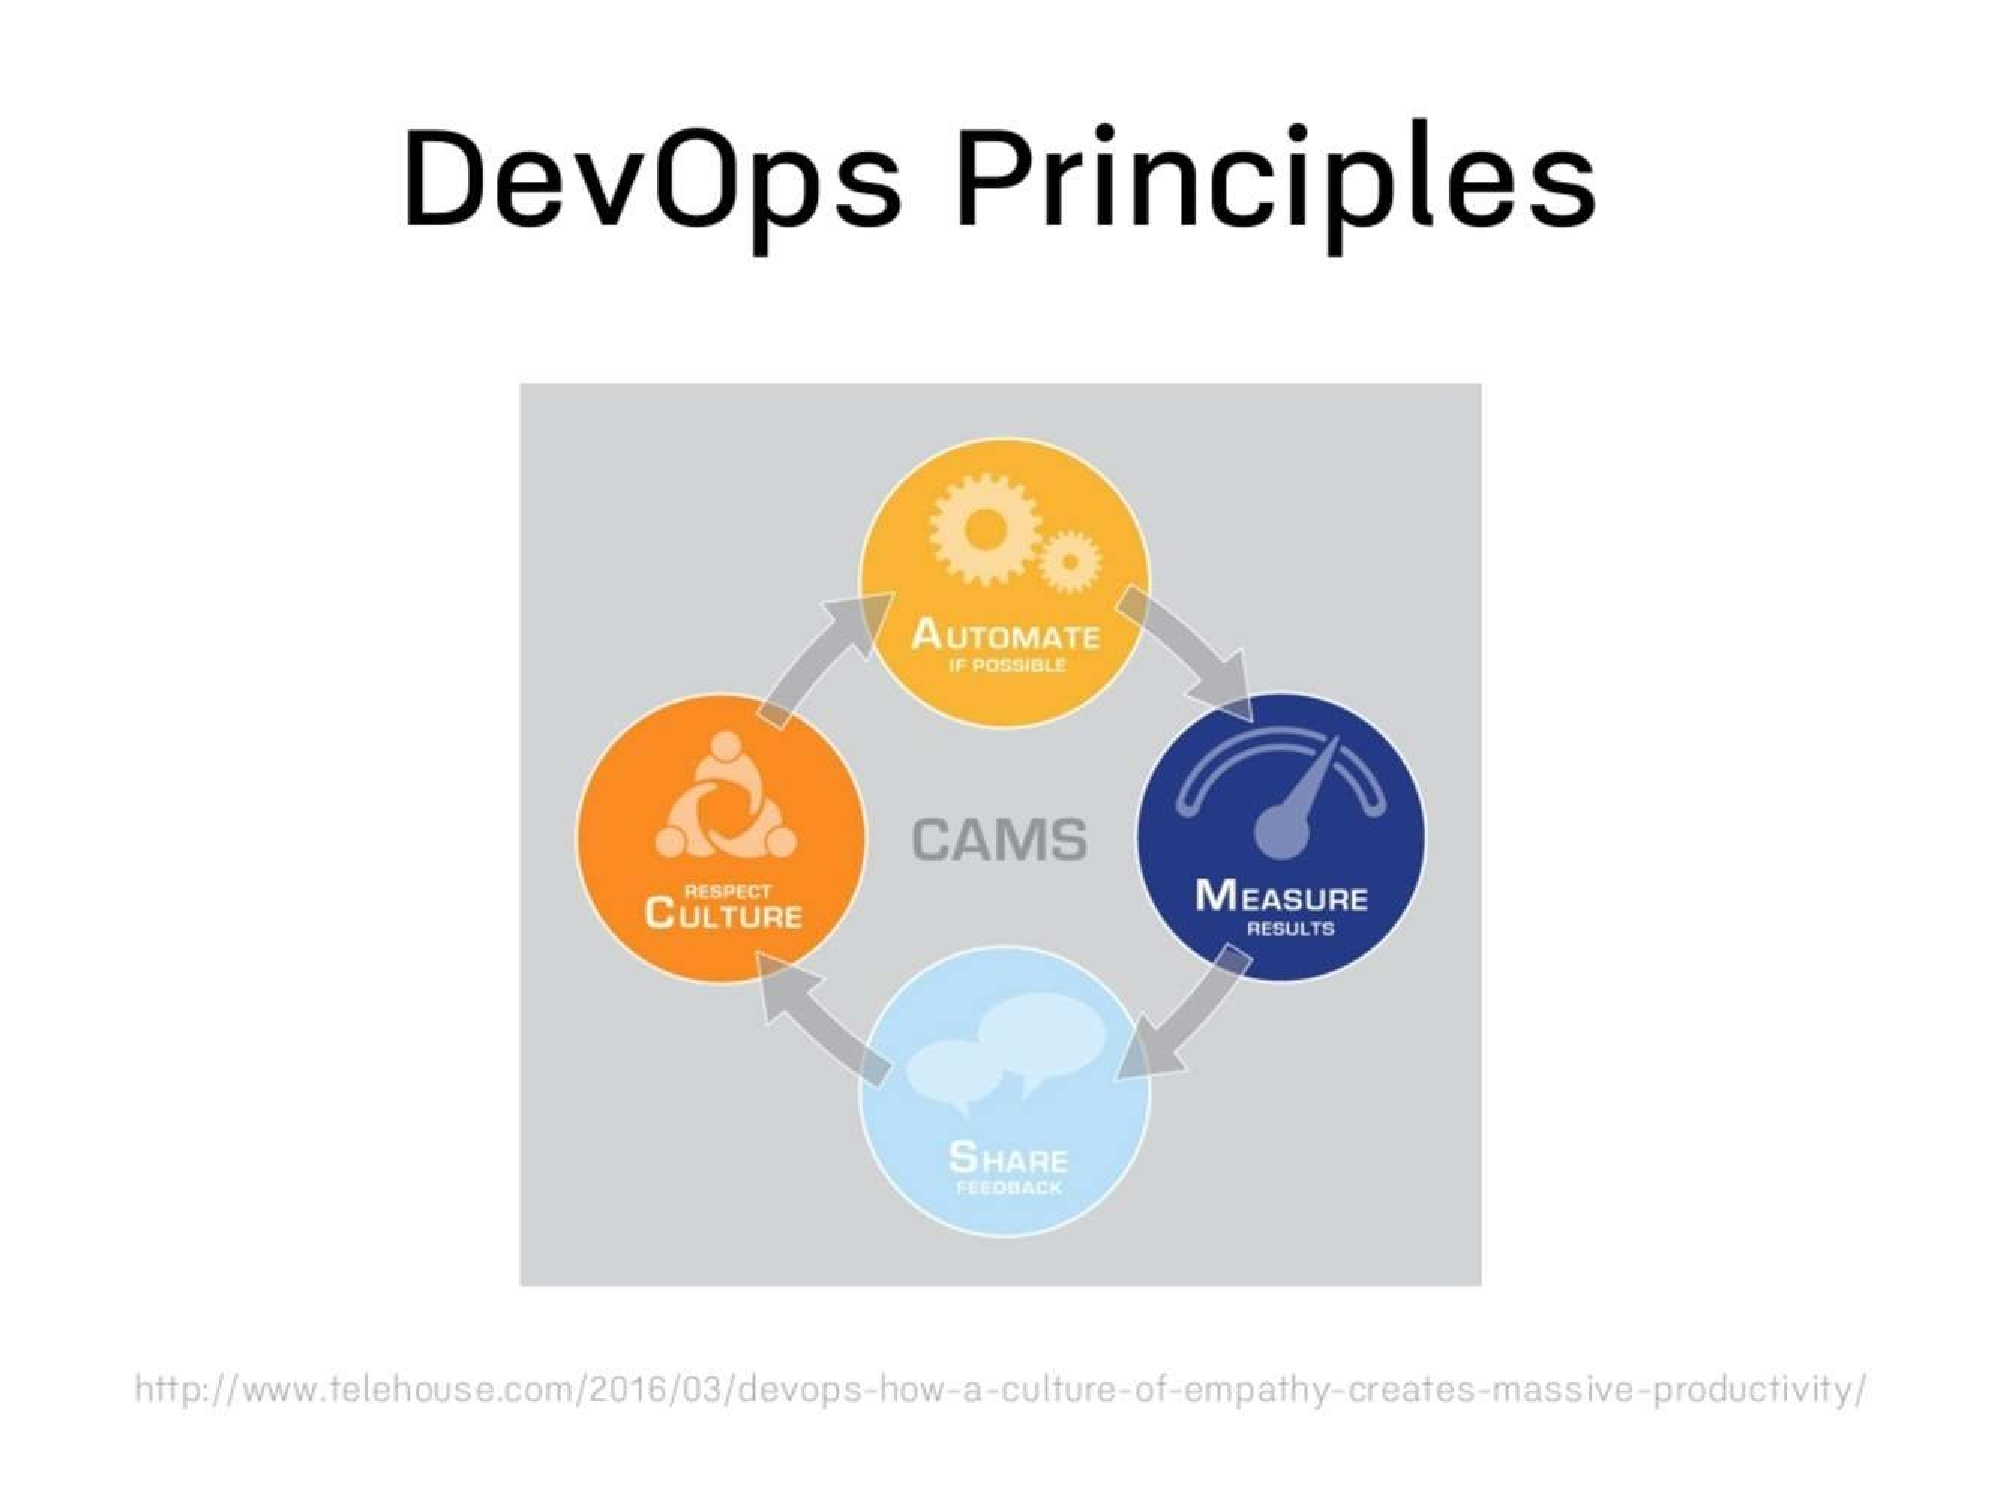 DevOps Principles
AUTOMATE
IF POSSIBLE
RESPECT
CULTURE
CAMS
MEASURE
RESULTS
SHARE
FEEDBACK
http://www.telehouse.com/2016/03/devops-how-a-culture-of-empathy-creates-massive-productivity/